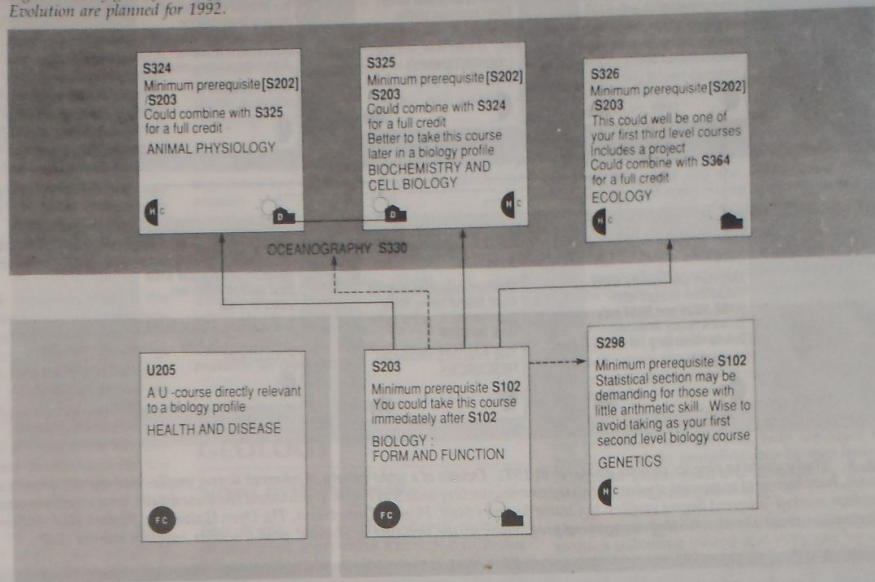 Evolution are planned for 1992.
S324
Minimum prerequisite [S202]
/S203
Could combine with S325
for a full credit
ANIMAL PHYSIOLOGY
H C
D
S325
Minimum prerequisite [S202]
/S203
Could combine with S324
for a full credit
Better to take this course
later in a biology profile
BIOCHEMISTRY AND
CELL BIOLOGY
D
H C
S326
Minimum prerequisite [S202]
/S203
This could well be one of
your first third level courses
Includes a project
Could combine with S364
for a full credit
ECOLOGY
H C
OCEANOGRAPHY S330
U205
A U -course directly relevant
to a biology profile
HEALTH AND DISEASE
FC
S203
Minimum prerequisite S102
You could take this course
immediately after S102
BIOLOGY :
FORM AND FUNCTION
FC
S298
Minimum prerequisite S102
Statistical section may be
demanding for those with
little arithmetic skill Wise to
avoid taking as your first
second level biology course
GENETICS
H C